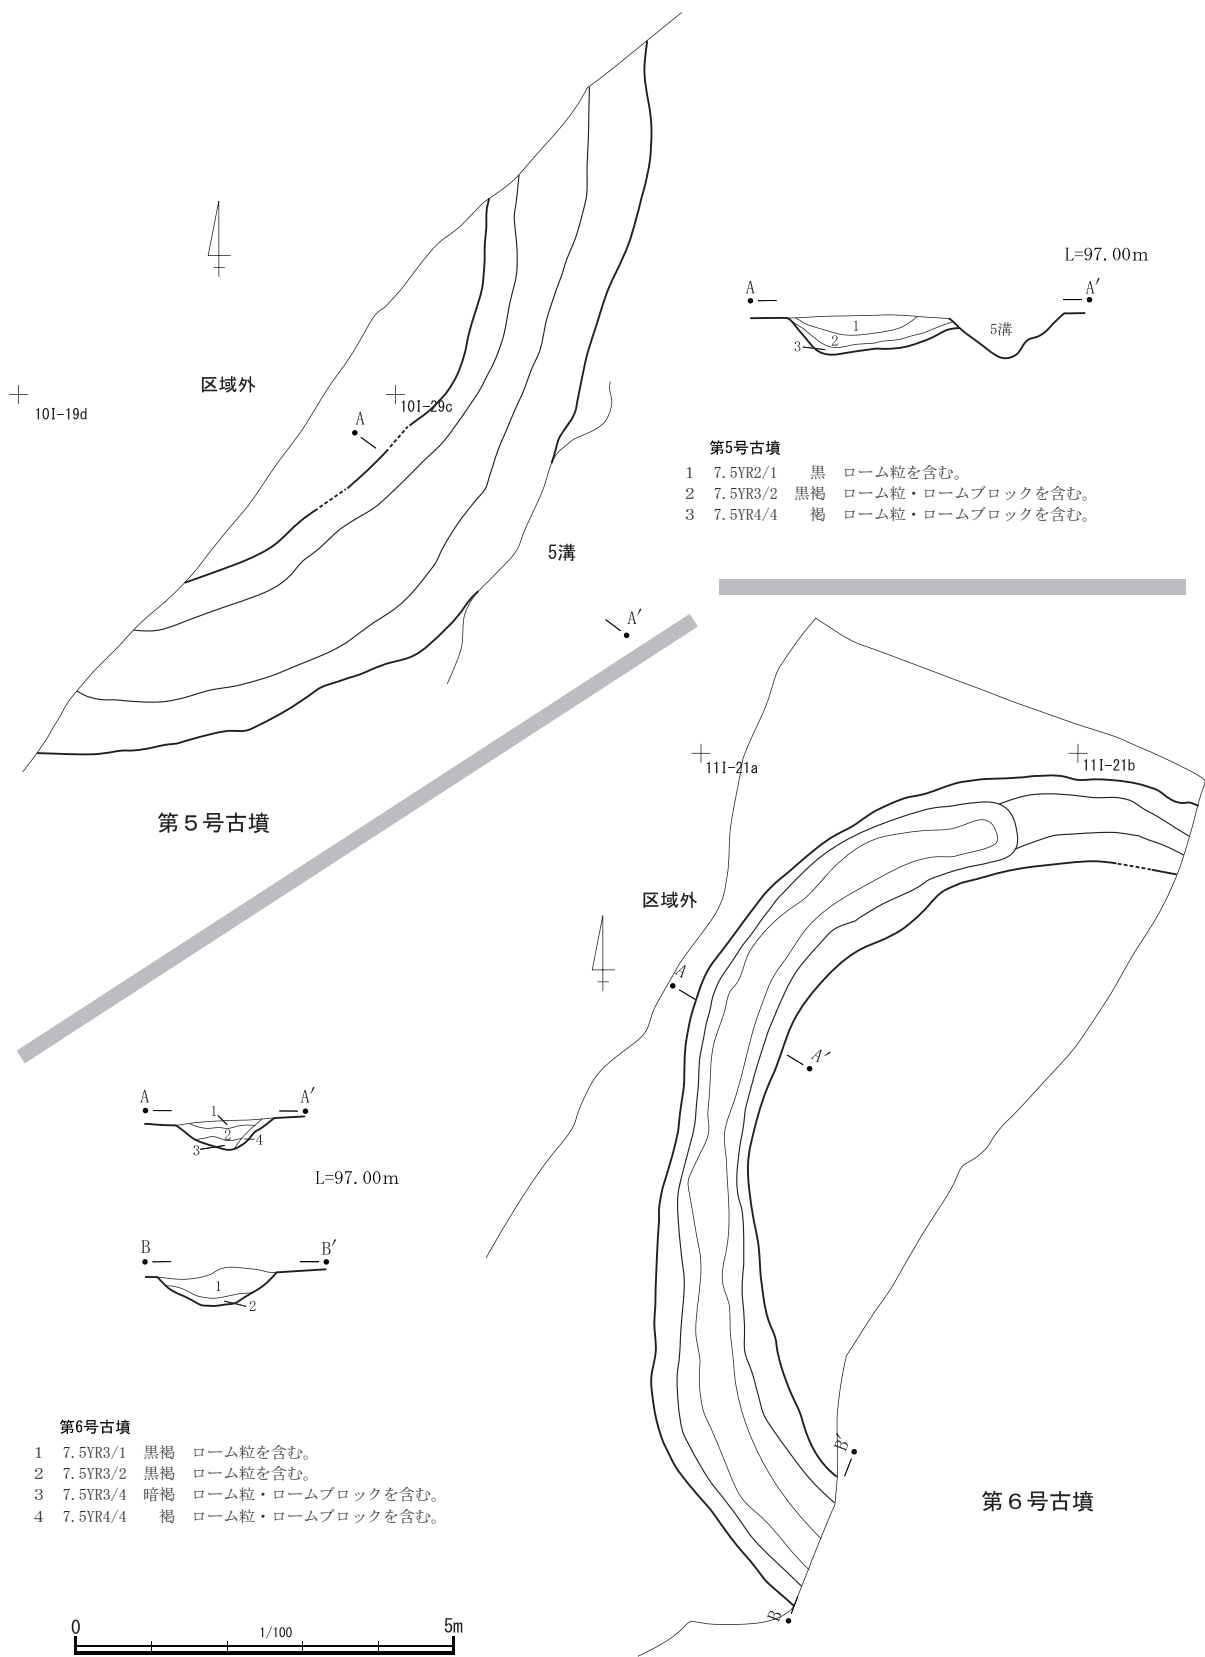 L=97.00m
A
A′
1
5溝
2
3
区域外
10I-19d
10I-29c
A
第5号古墳
1 7.5YR2/1 黒 ローム粒を含む。
2 7.5YR3/2 黒褐 ローム粒・ロームブロックを含む。
3 7.5YR4/4 褐 ローム粒・ロームブロックを含む。
5溝
A′
第５号古墳
11I-21a
11I-21b
区域外
A
A′
A
A′
1
2
3
4
L=97.00m
B
B′
1
2
第6号古墳
1 7.5YR3/1 黒褐 ローム粒を含む。
2 7.5YR3/2 黒褐 ローム粒を含む。
3 7.5YR3/4 暗褐 ローム粒・ロームブロックを含む。
4 7.5YR4/4 褐 ローム粒・ロームブロックを含む。
B′
第６号古墳
B
0
1/100
5m